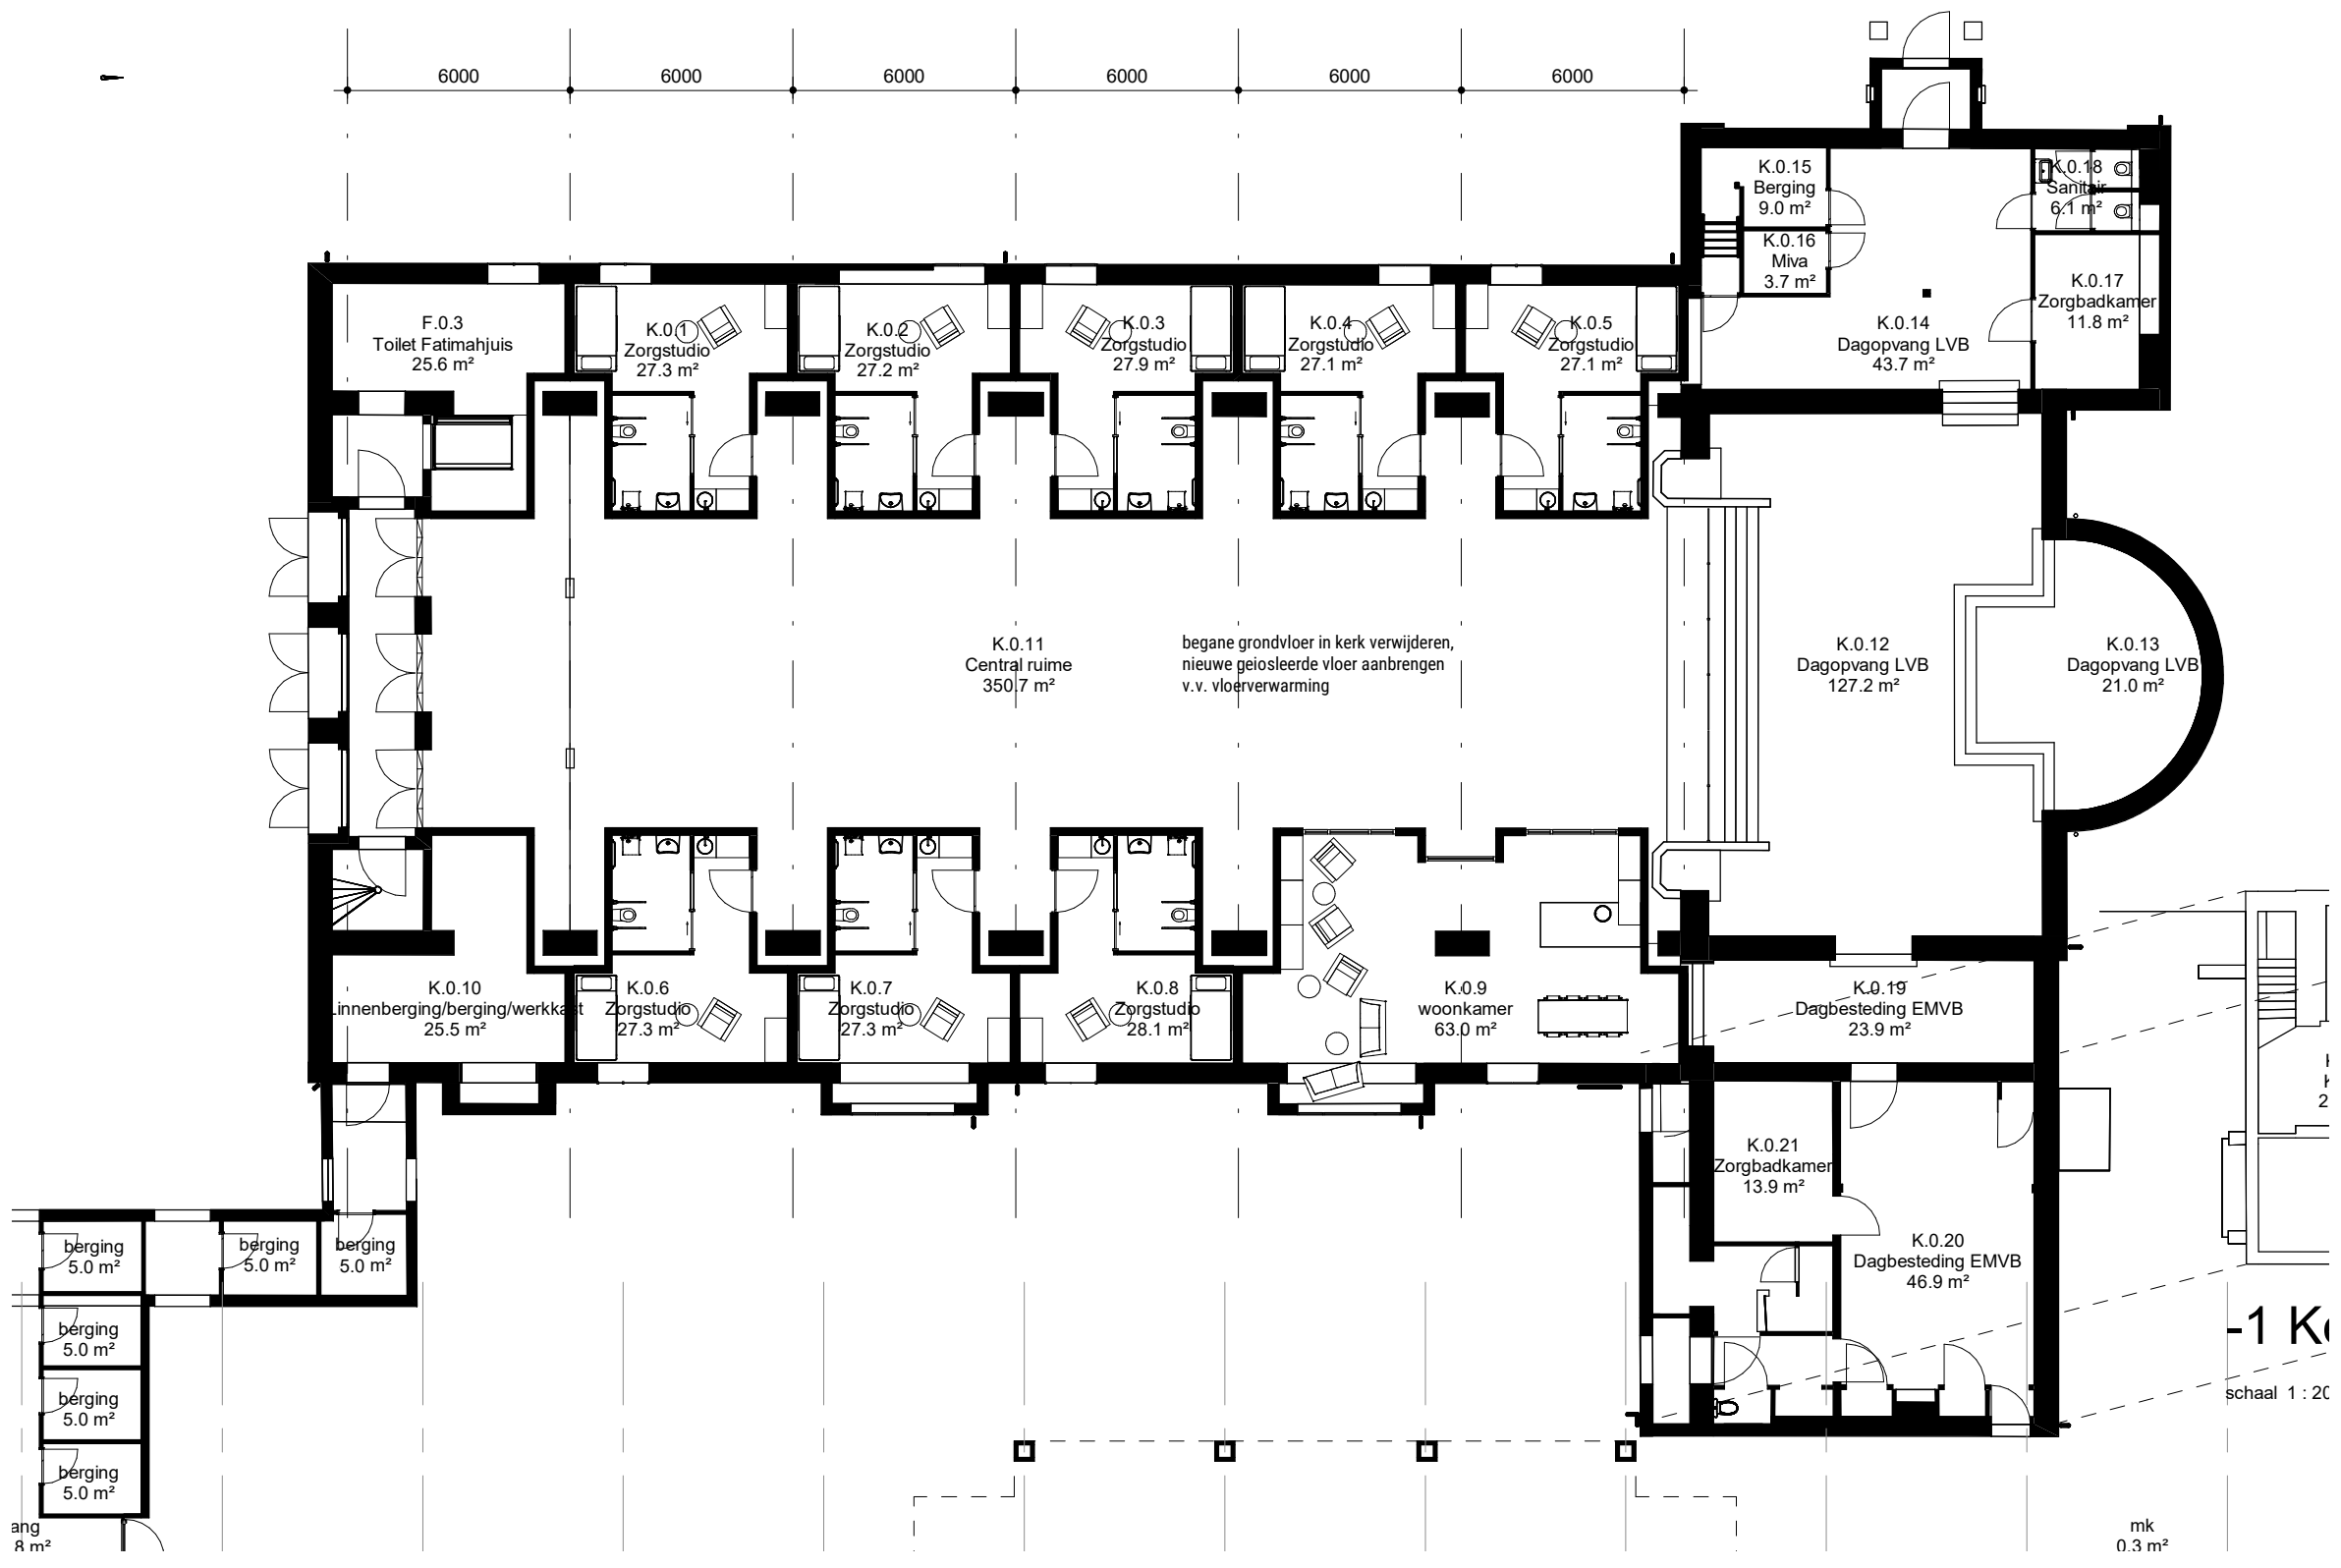 6000 6000 6000 6000 6000 6000
K.0.15
Berging
9.0 m²
K.0.18
Sanitair
6.1 m²
K.0.16
Miva
3.7 m²
K.0.17
Zorgbadkamer
11.8 m²
K.0.14
Dagopvang LVB
43.7 m²
F.0.3
Toilet Fatimahjuis
25.6 m²
K.0.1
Zorgstudio
27.3 m²
K.0.2
Zorgstudio
27.2 m²
K.0.3
Zorgstudio
27.9 m²
K.0.4
Zorgstudio
27.1 m²
K.0.5
Zorgstudio
27.1 m²
K.0.11
Central ruime
350.7 m²
begane grondvloer in kerk verwijderen,
nieuwe geiosleerde vloer aanbrengen
v.v. vloerverwarming
K.0.12
Dagopvang LVB
127.2 m²
K.0.13
Dagopvang LVB
21.0 m²
K.0.10
Linnenberging/berging/werkkast
25.5 m²
K.0.6
Zorgstudio
27.3 m²
K.0.7
Zorgstudio
27.3 m²
K.0.8
Zorgstudio
28.1 m²
K.0.9
woonkamer
63.0 m²
K.0.19
Dagbesteding EMVB
23.9 m²
K.0.21
Zorgbadkamer
13.9 m²
K.0.20
Dagbesteding EMVB
46.9 m²
berging
5.0 m²
berging
5.0 m²
berging
5.0 m²
berging
5.0 m²
berging
5.0 m²
berging
5.0 m²
-1 Ke
schaal 1 : 20
ang
8 m²
mk
0.3 m²